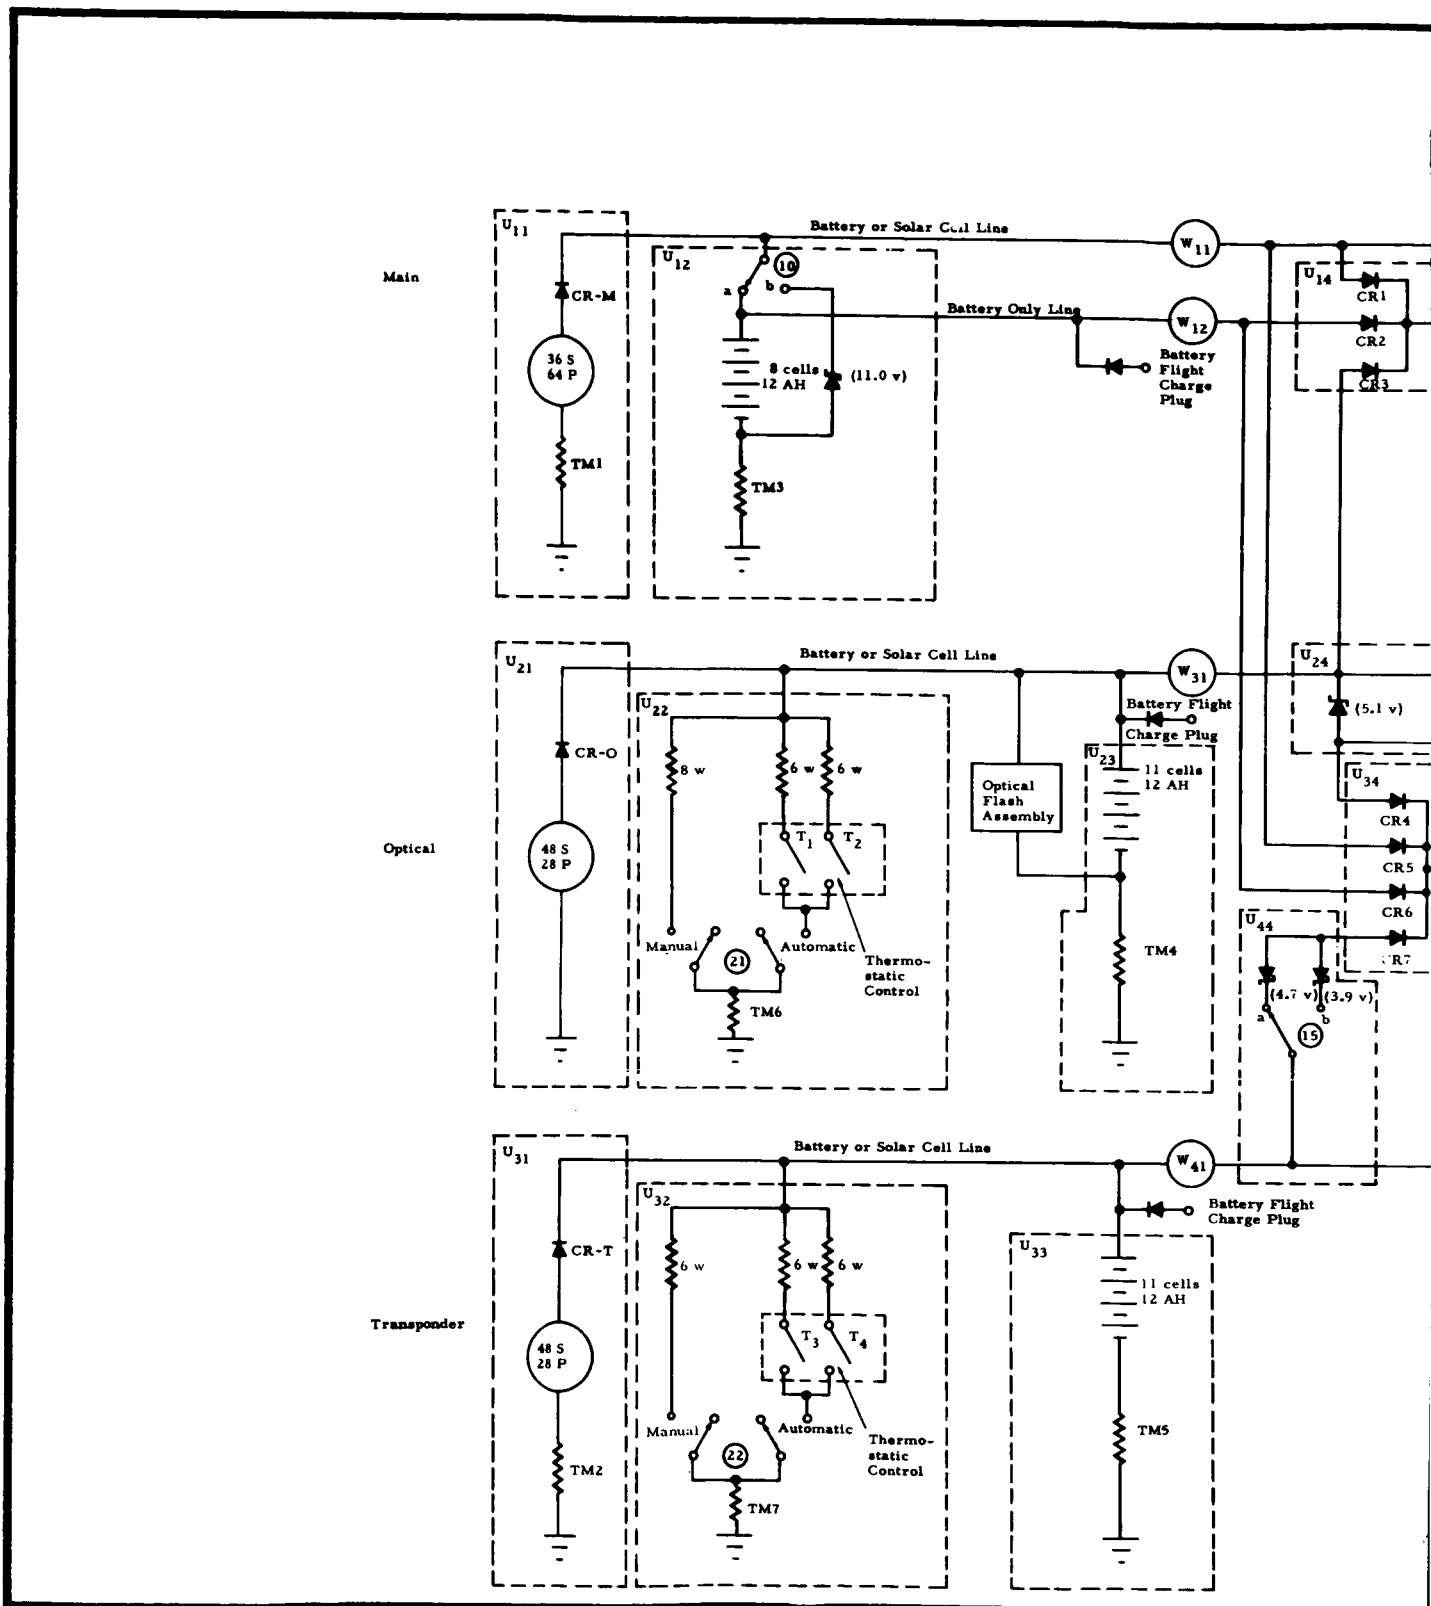 Main
U11
CR-M
36 S
64 P
TM1
Battery or Solar Cell Line
U12
10
a
b
8 cells
12 AH
(11.0 v)
TM3
Battery Only Line
W11
W12
Battery
Flight
Charge
Plug
U14
CR1
CR2
CR3
Optical
U21
CR-O
48 S
28 P
Battery or Solar Cell Line
U22
8 w
6 w
6 w
T1
T2
Manual
21
Automatic
Thermo-
static
Control
TM6
Optical
Flash
Assembly
W31
Battery Flight
Charge Plug
U23
11 cells
12 AH
TM4
U24
(5.1 v)
U34
CR4
CR5
CR6
CR7
U44
(4.7 v)
(3.9 v)
a
b
15
Transponder
U31
CR-T
48 S
28 P
TM2
Battery or Solar Cell Line
U32
6 w
6 w
6 w
T3
T4
Manual
22
Automatic
Thermo-
static
Control
TM7
W41
Battery Flight
Charge Plug
U33
11 cells
12 AH
TM5